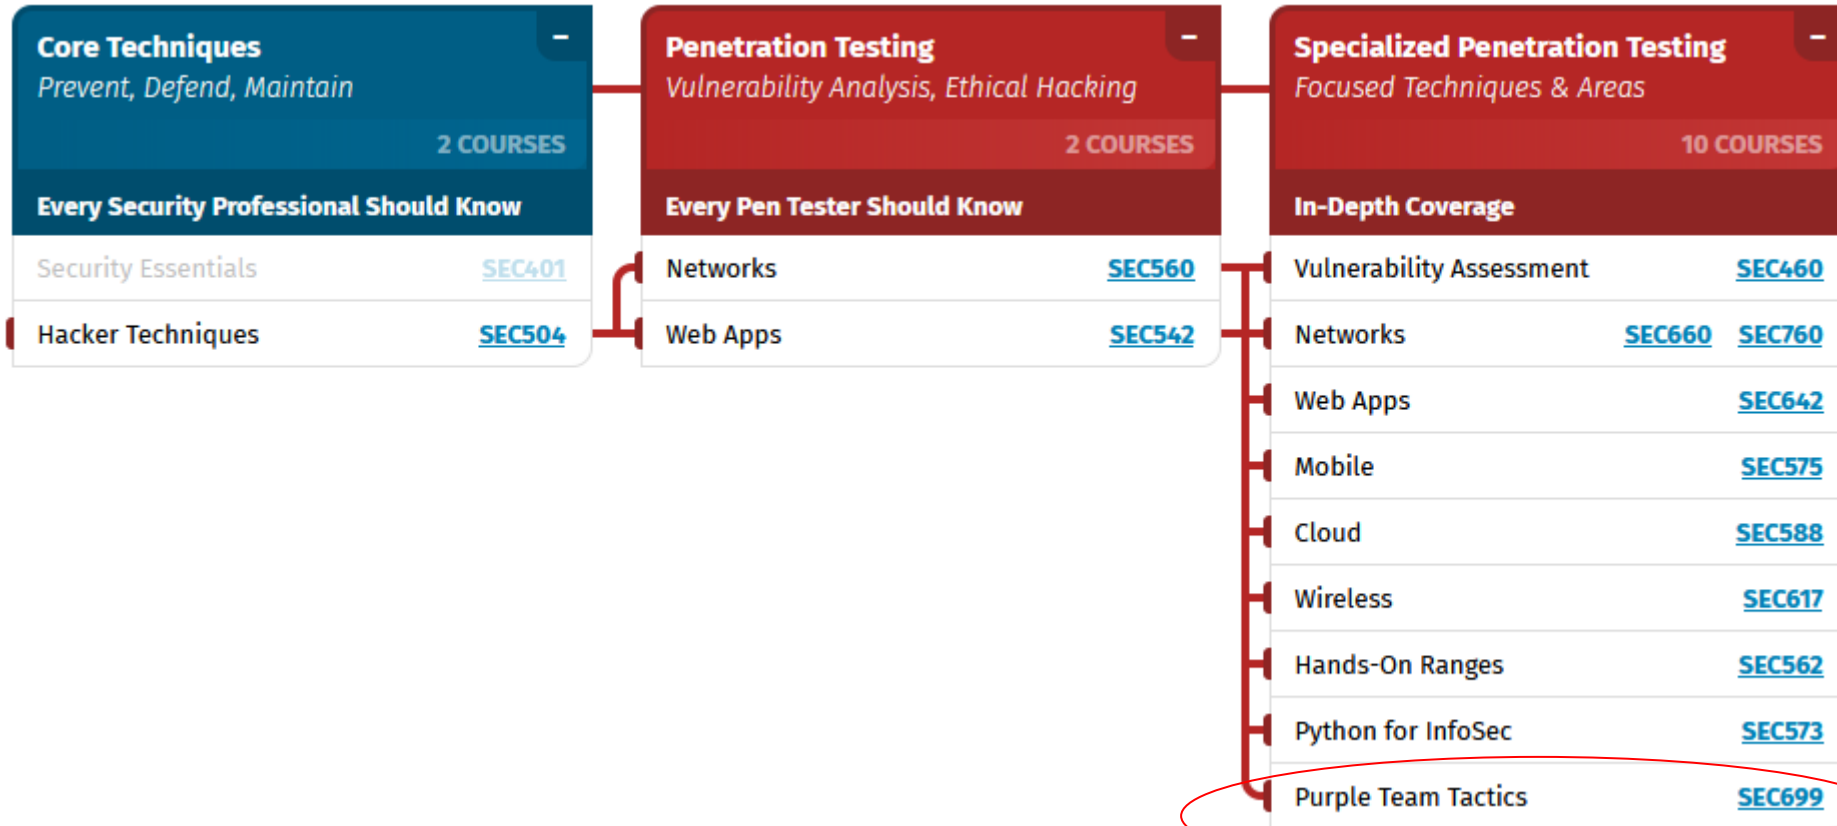 Core Techniques
–
Prevent, Defend, Maintain
2 COURSES
Every Security Professional Should Know
Security Essentials SEC401
Hacker Techniques SEC504
Penetration Testing
–
Vulnerability Analysis, Ethical Hacking
2 COURSES
Every Pen Tester Should Know
Networks SEC560
Web Apps SEC542
Specialized Penetration Testing
–
Focused Techniques & Areas
10 COURSES
In-Depth Coverage
Vulnerability Assessment SEC460
Networks SEC660 SEC760
Web Apps SEC642
Mobile SEC575
Cloud SEC588
Wireless SEC617
Hands-On Ranges SEC562
Python for InfoSec SEC573
Purple Team Tactics SEC699